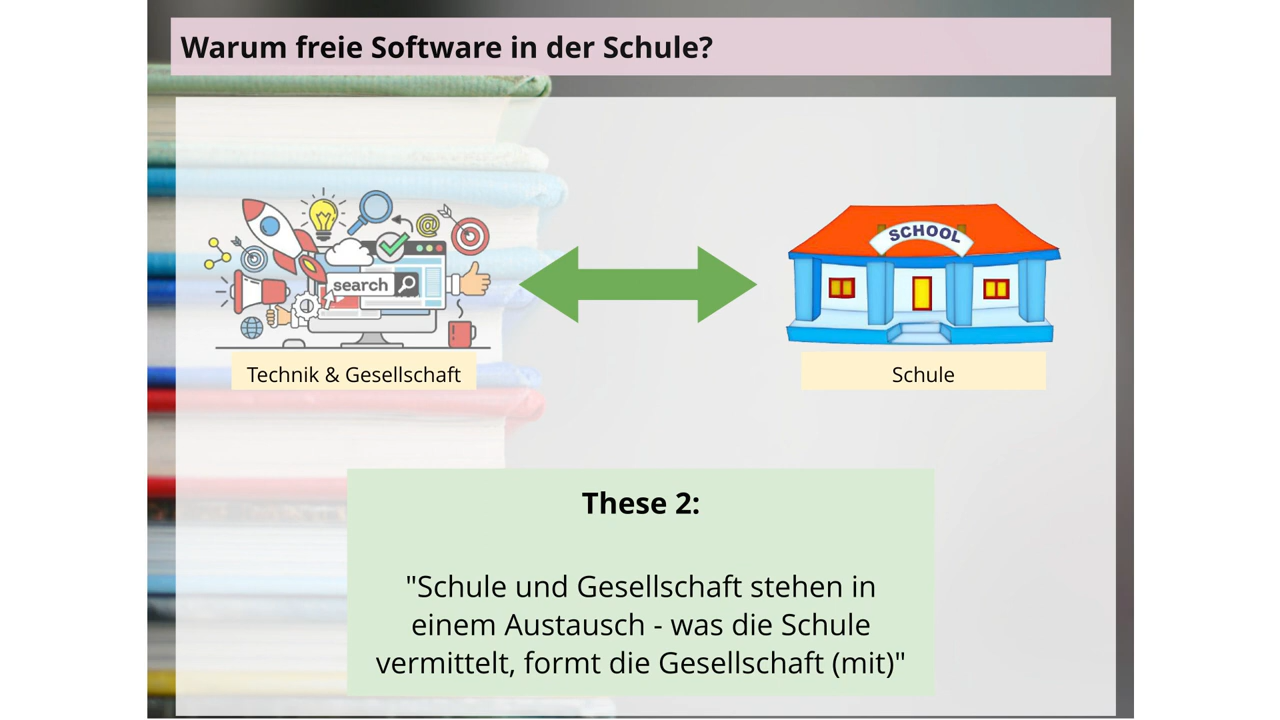 Warum freie Software in der Schule?
@
search
SCHOOL
Technik & Gesellschaft
Schule
These 2:
"Schule und Gesellschaft stehen in
einem Austausch - was die Schule
vermittelt, formt die Gesellschaft (mit)"